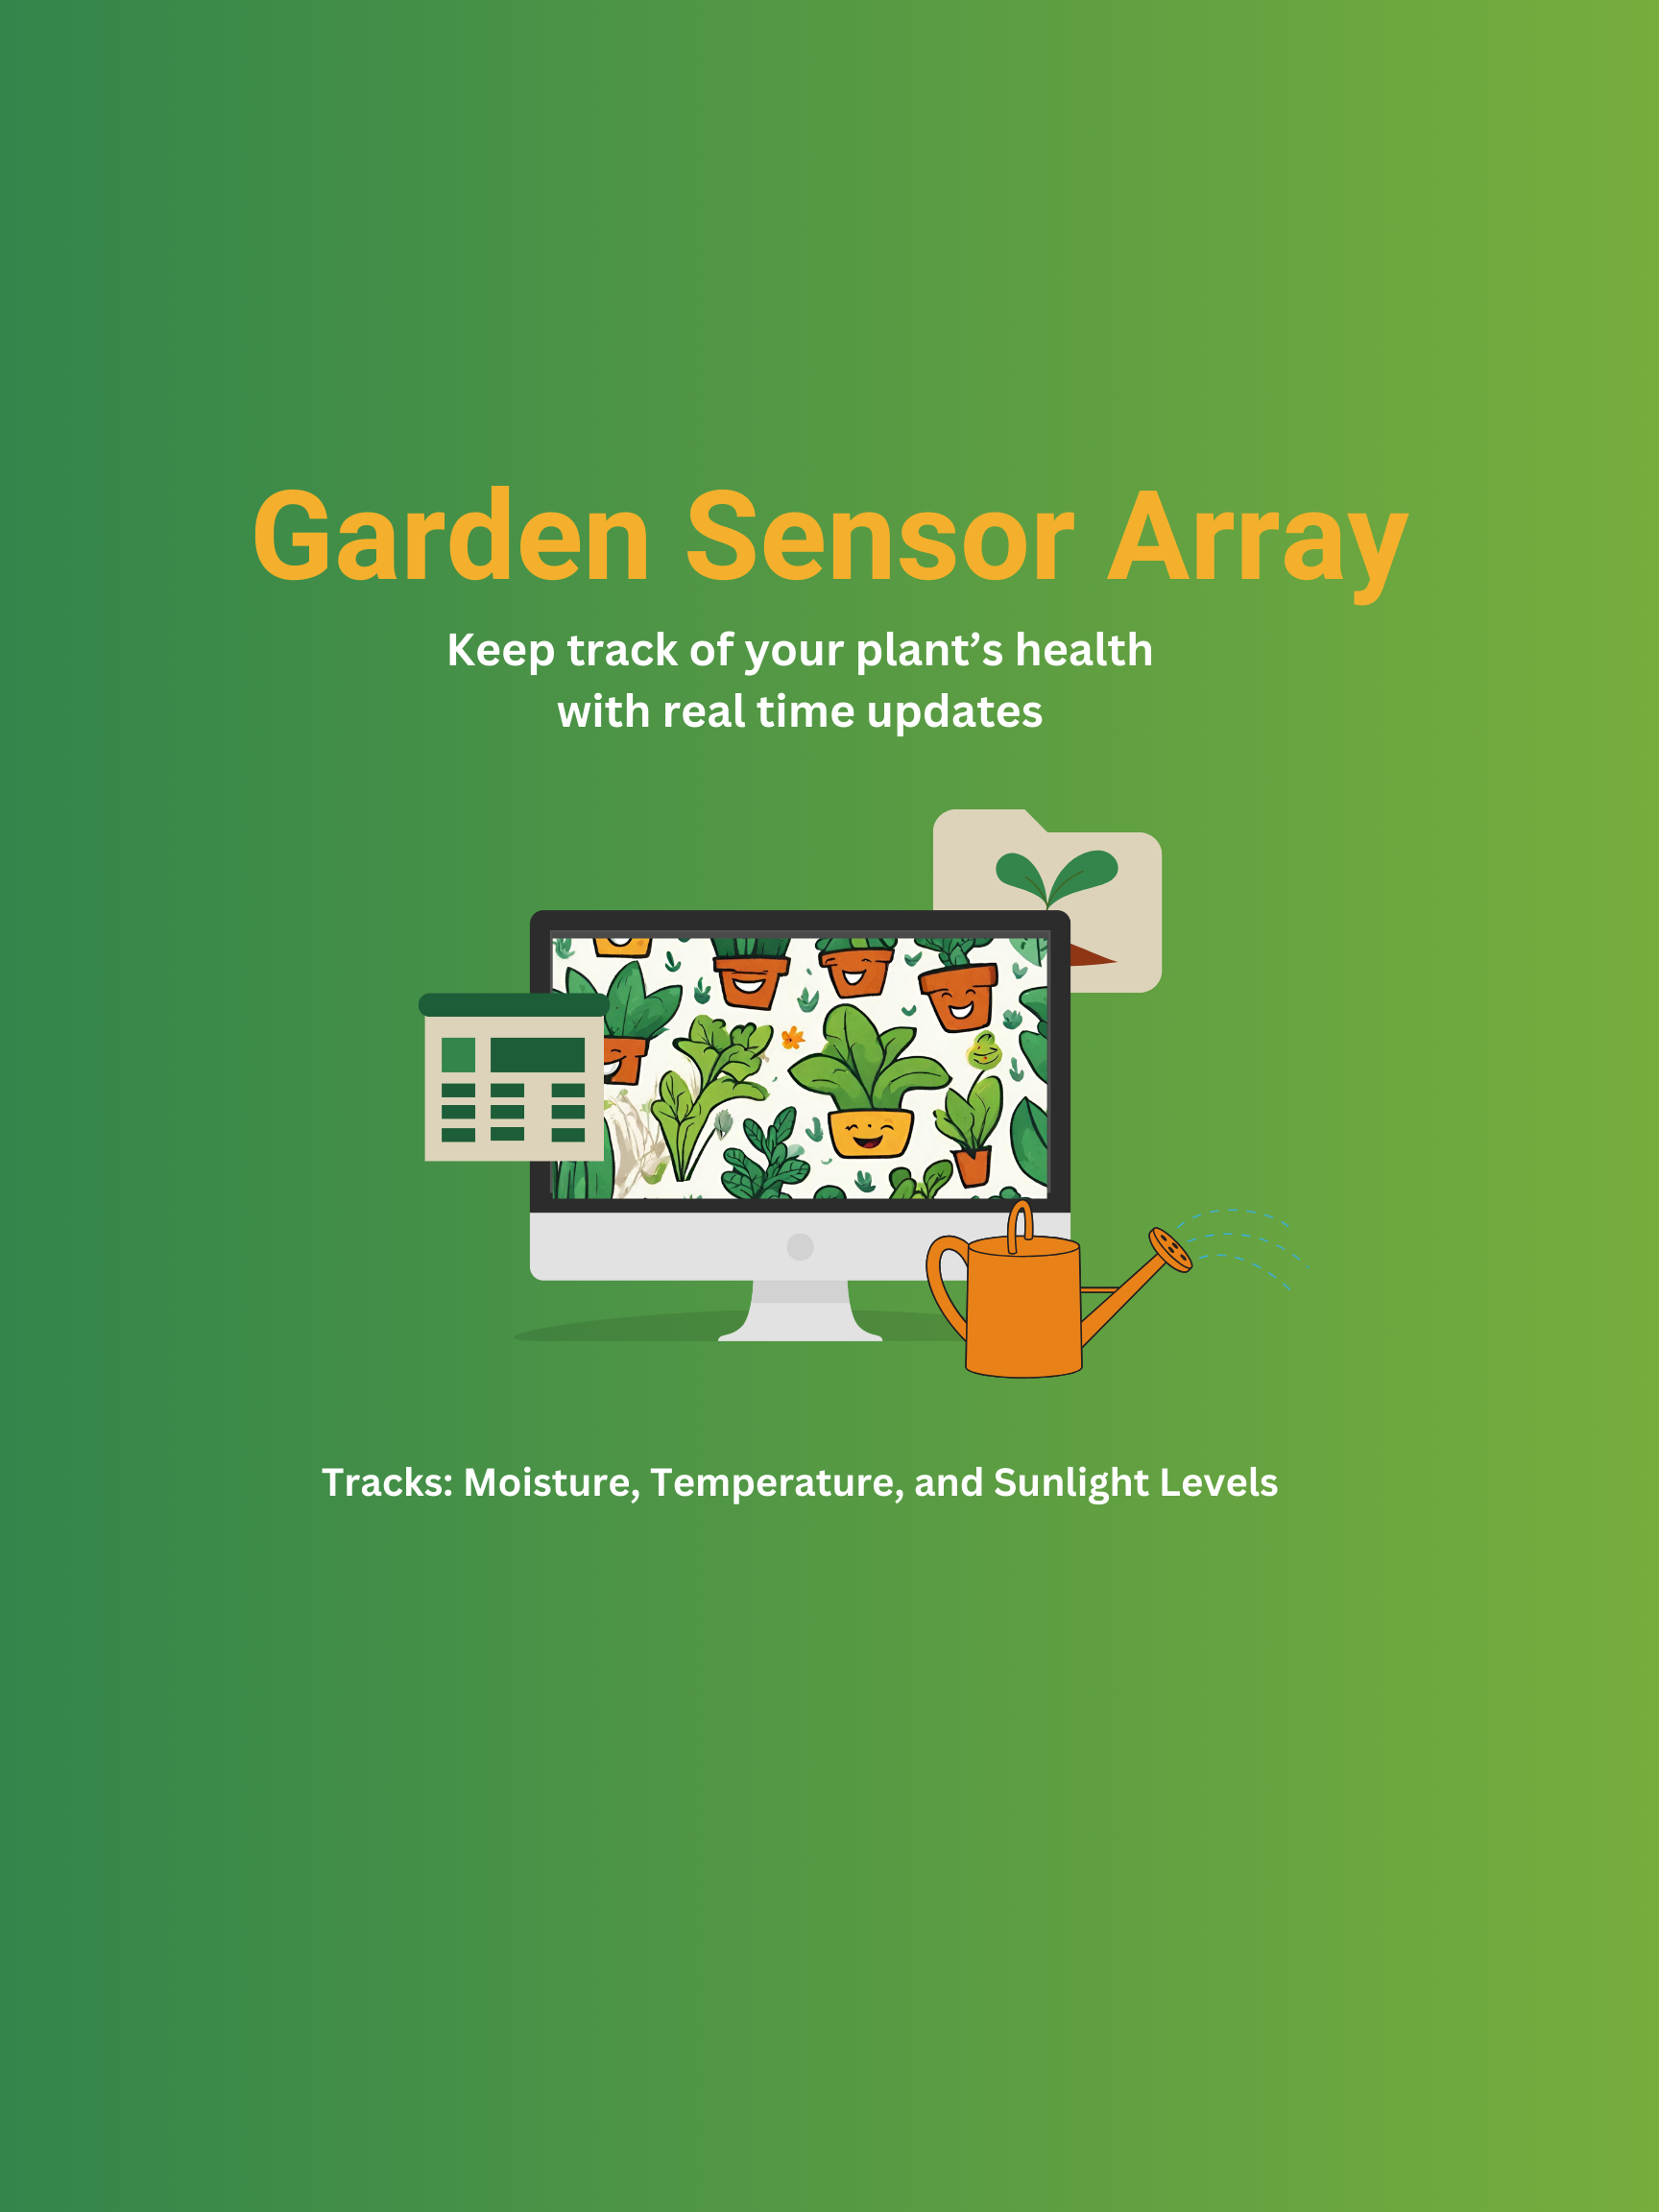 Garden Sensor Array
Keep track of your plant’s health
with real time updates
Tracks: Moisture, Temperature, and Sunlight Levels